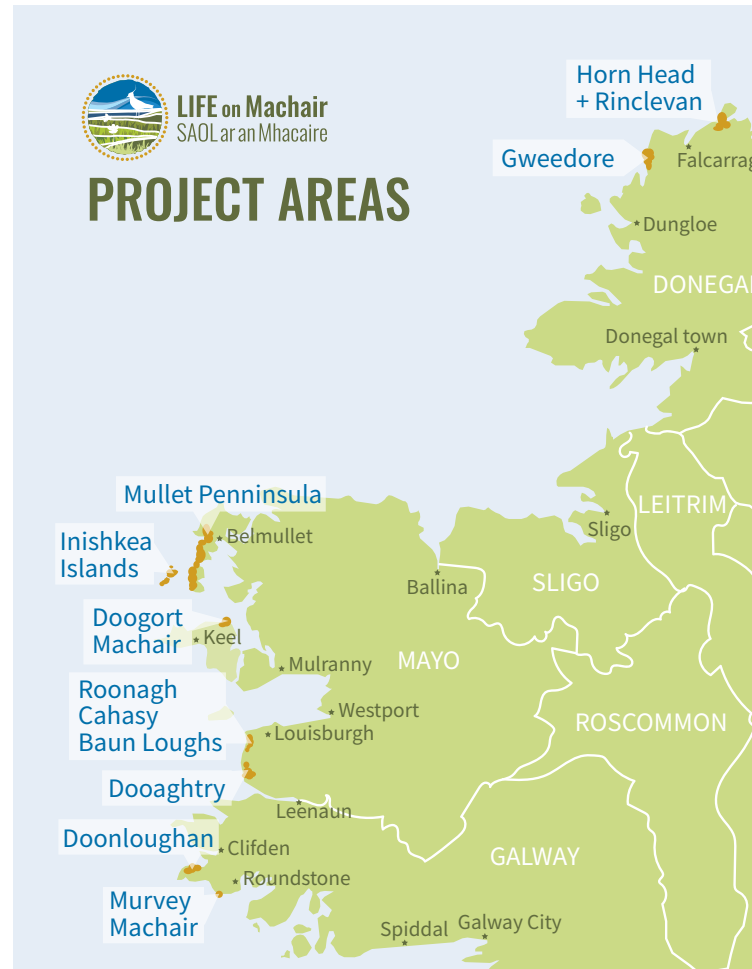 LIFE on Machair
SAOL ar an Mhacaire
PROJECT AREAS
Horn Head
+ Rinclevan
Gweedore
Falcarrag
Dungloe
DONEGAL
Donegal town
Mullet Penninsula
Belmullet
Inishkea
Islands
Sligo
LEITRIM
Ballina
SLIGO
Doogort
Machair
Keel
Mulranny
MAYO
Roonagh
Cahasy
Baun Loughs
Westport
Louisburgh
ROSCOMMON
Dooaghtry
Leenaun
Doonloughan
Clifden
GALWAY
Roundstone
Murvey
Machair
Spiddal
Galway City